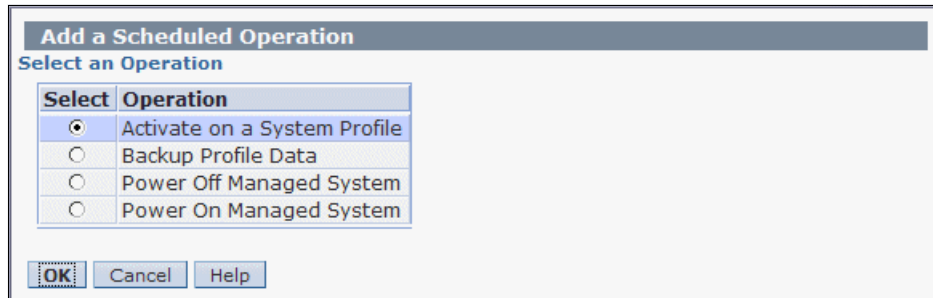 Add a Scheduled Operation
Select an Operation
Select Operation
Activate on a System Profile
Backup Profile Data
Power Off Managed System
Power On Managed System
OK Cancel Help